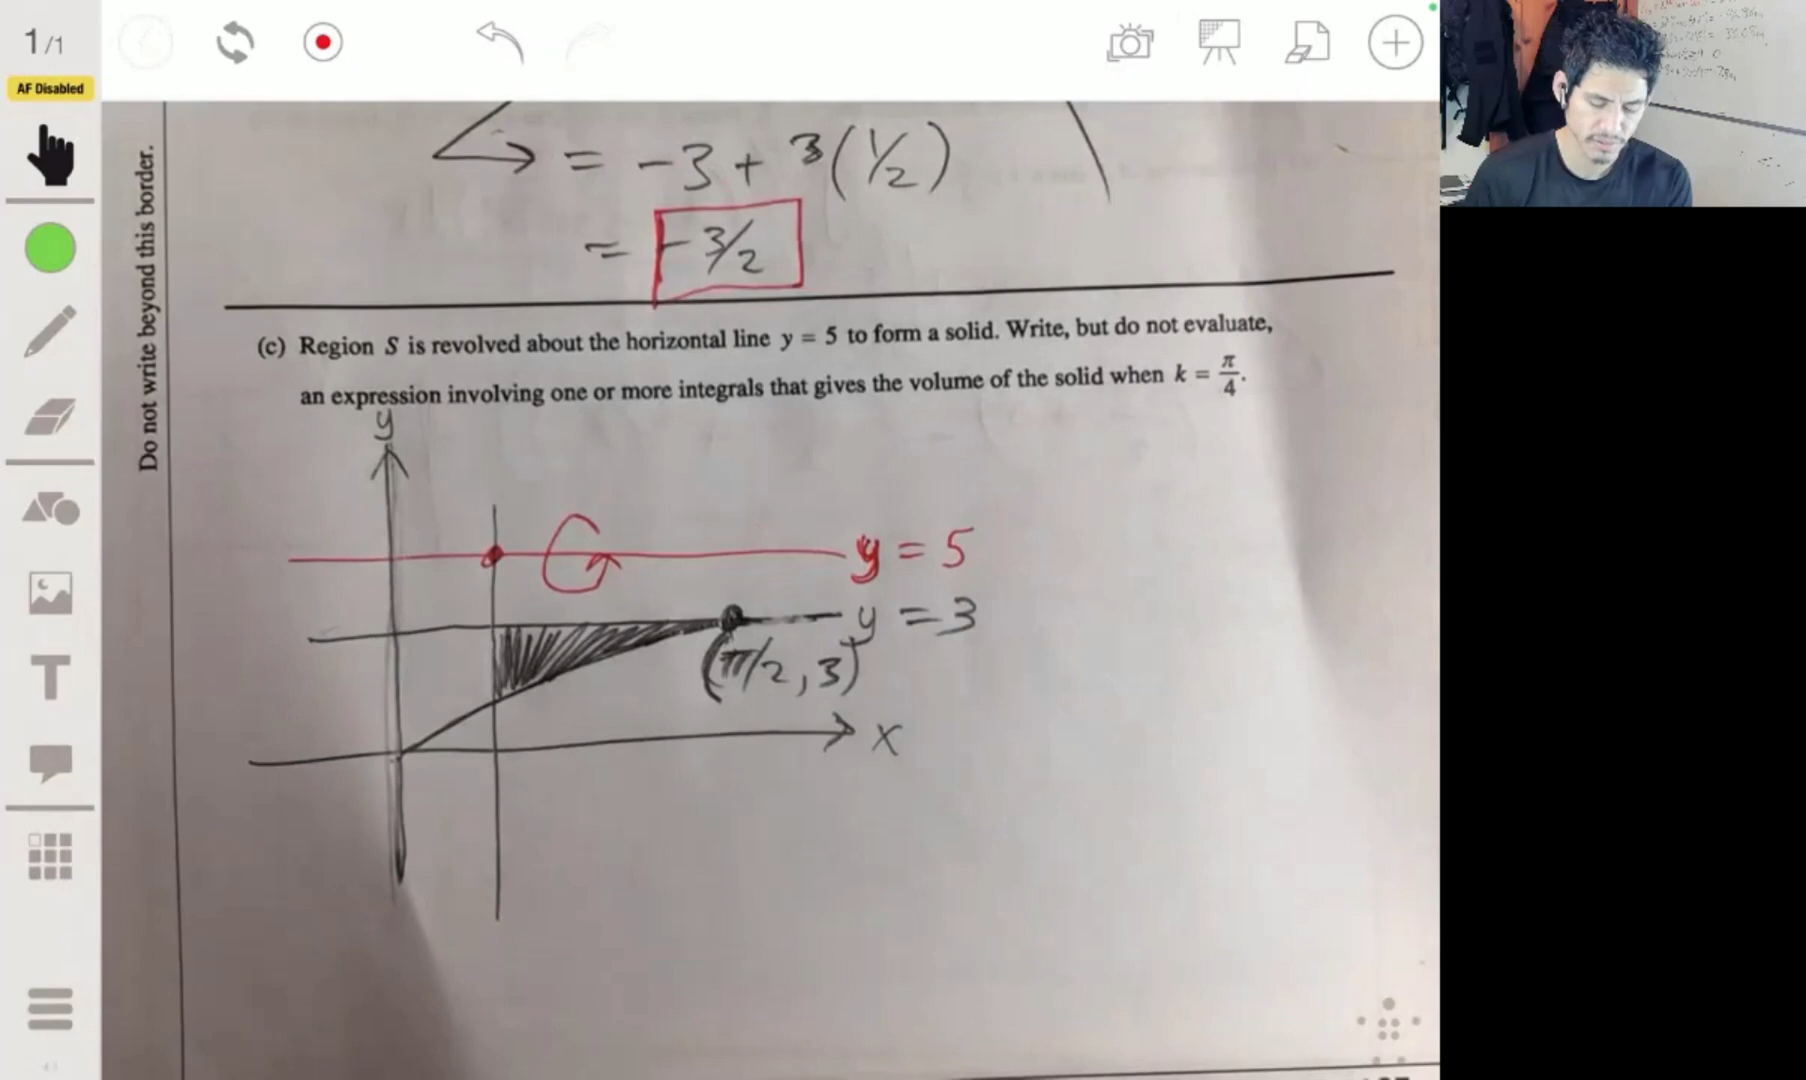 1/1
AF Disabled
T
Do not write beyond this border.
= -3 + 3(1/2)
= -3/2
(c) Region S is revolved about the horizontal line y = 5 to form a solid. Write, but do not evaluate,
an expression involving one or more integrals that gives the volume of the solid when k = π/4.
y
y = 5
y = 3
(π/2, 3)
x